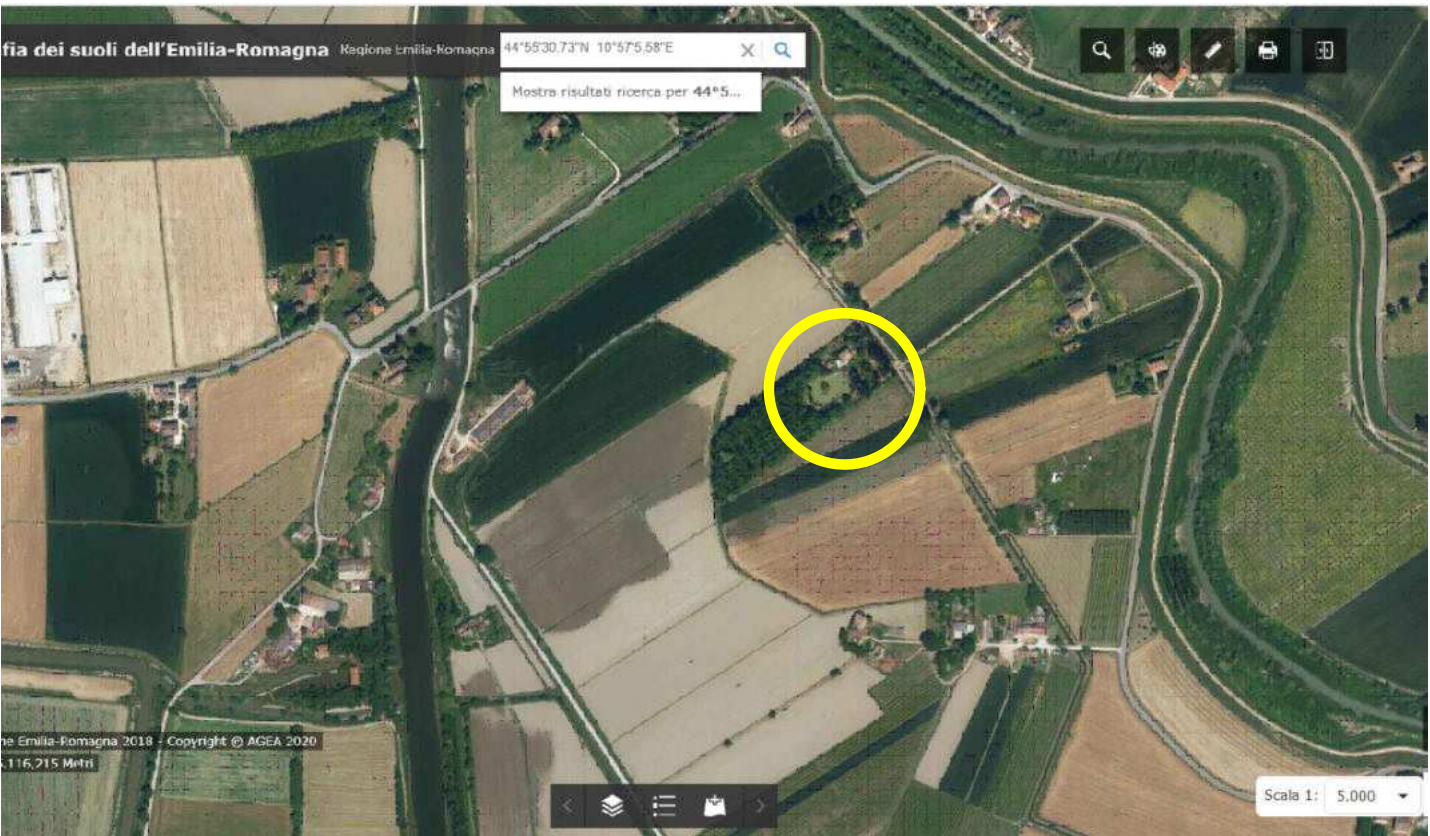 fia dei suoli dell'Emilia-Romagna Regione Emilia-Romagna
44°55'30.73"N 10°57'5.58"E
Mostra risultati ricerca per 44°5...
ne Emilia-Romagna 2018 - Copyright © AGEA 2020
.116,215 Metri
Scala 1: 5.000